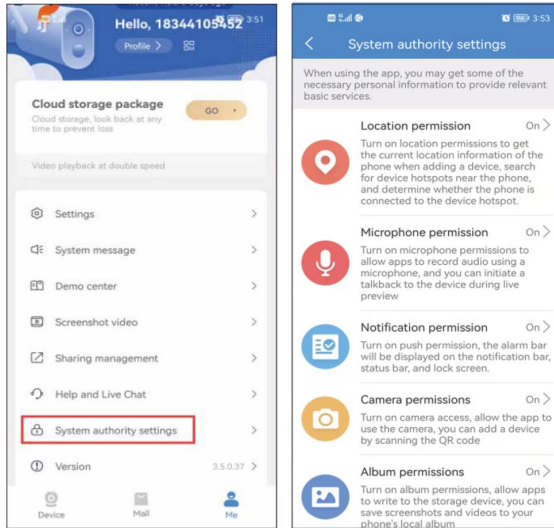 Hello, 18344105452
3:51
Profile >
Cloud storage package
Cloud storage, look back at any
time to prevent loss
GO
Video playback at double speed
Settings
System message
Demo center
Screenshot video
Sharing management
Help and Live Chat
System authority settings
Version 3.5.0.37
Device Mall Me
3:53
System authority settings
When using the app, you may get some of the
necessary personal information to provide relevant
basic services.
Location permission On
Turn on location permissions to get
the current location information of the
phone when adding a device, search
for device hotspots near the phone,
and determine whether the phone is
connected to the device hotspot.
Microphone permission On
Turn on microphone permissions to
allow apps to record audio using a
microphone, and you can initiate a
talkback to the device during live
preview
Notification permission On
Turn on push permission, the alarm bar
will be displayed on the notification bar,
status bar, and lock screen.
Camera permissions On
Turn on camera access, allow the app to
use the camera, you can add a device
by scanning the QR code
Album permissions On
Turn on album permissions, allow apps
to write to the storage device, you can
save screenshots and videos to your
phone's local album